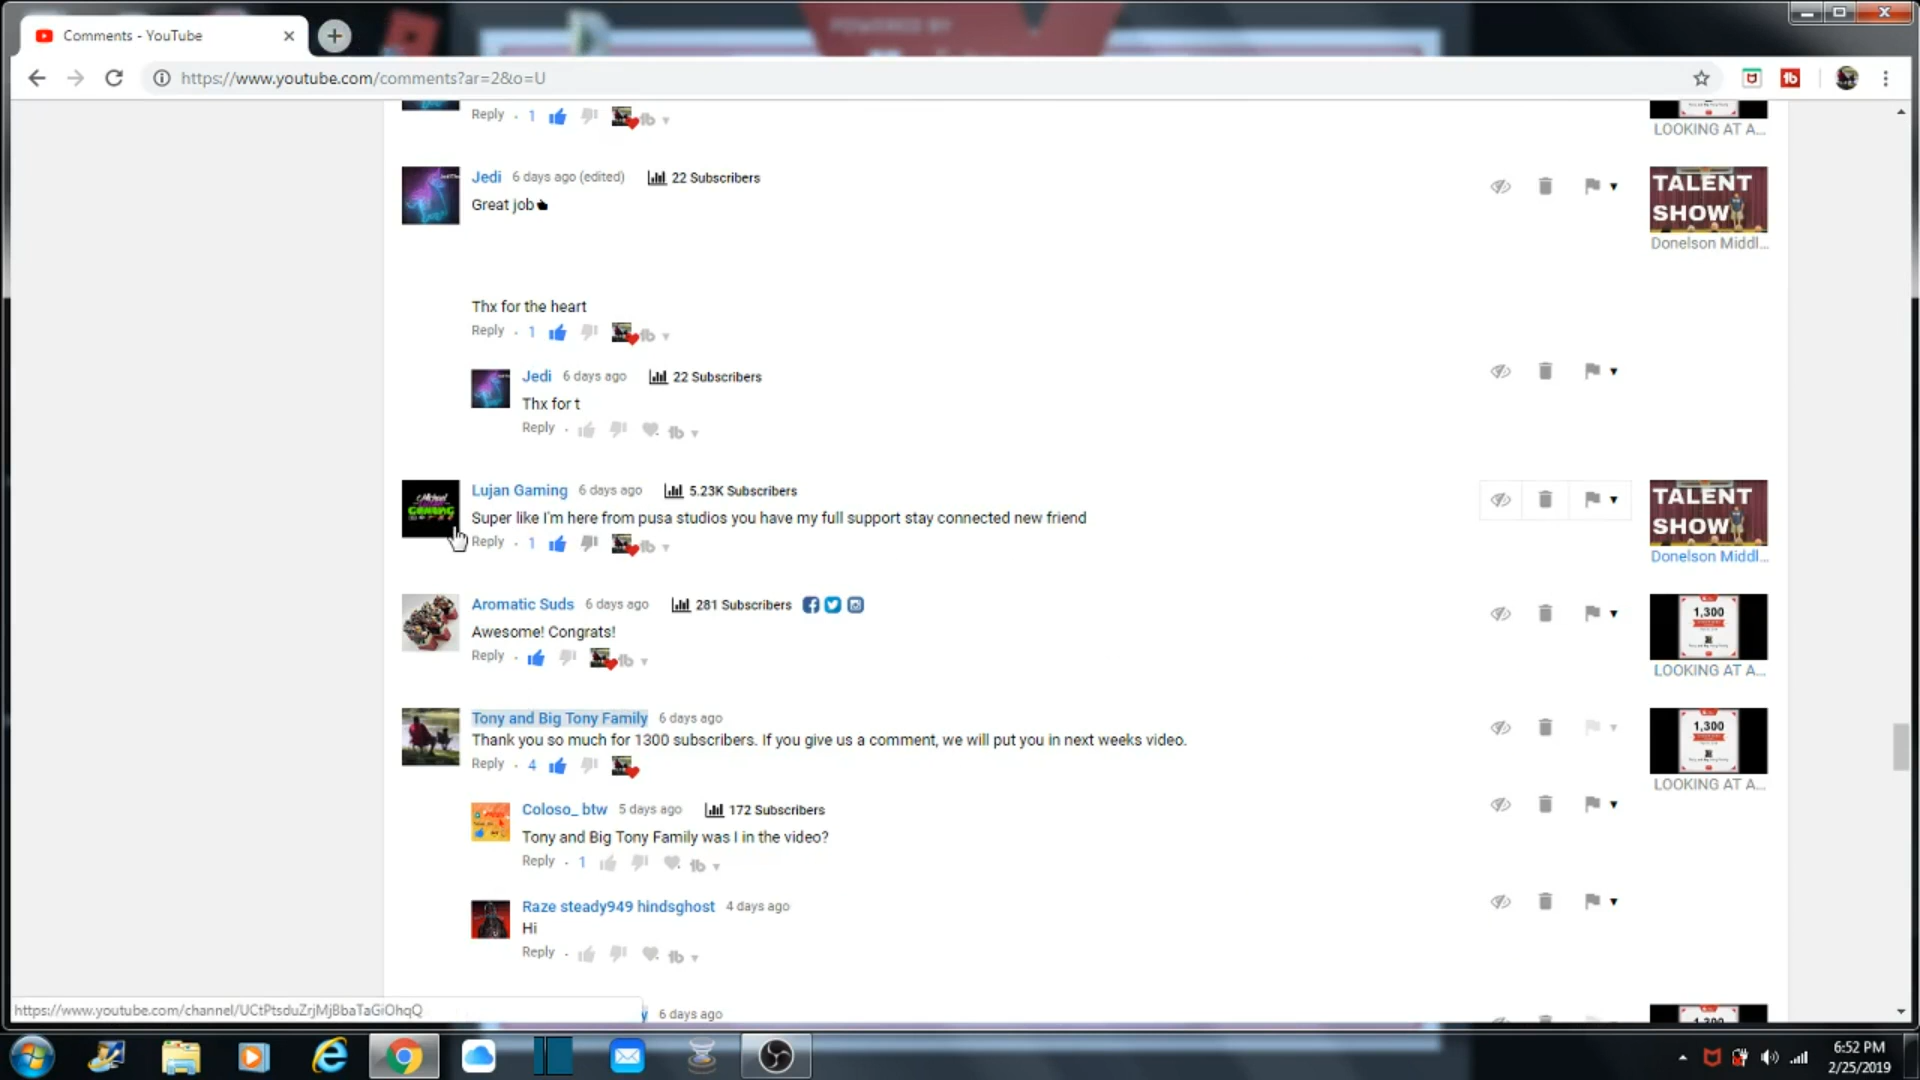 POWERED BY
Comments - YouTube
https://www.youtube.com/comments?ar=2&o=U
Reply · 1
LOOKING AT A...
Jedi 6 days ago (edited) 22 Subscribers
Great job
TALENT
SHOW
Donelson Middl...
Thx for the heart
Reply · 1
Jedi 6 days ago 22 Subscribers
Thx for t
Reply ·
Lujan Gaming 6 days ago 5.23K Subscribers
Super like I'm here from pusa studios you have my full support stay connected new friend
Reply · 1
Michael
GAMING
TALENT
SHOW
Donelson Middl...
Aromatic Suds 6 days ago 281 Subscribers
Awesome! Congrats!
Reply ·
1,300
LOOKING AT A...
Tony and Big Tony Family 6 days ago
Thank you so much for 1300 subscribers. If you give us a comment, we will put you in next weeks video.
Reply · 4
1,300
LOOKING AT A...
Coloso_ btw 5 days ago 172 Subscribers
Tony and Big Tony Family was I in the video?
Reply · 1
Raze steady949 hindsghost 4 days ago
Hi
Reply ·
y 6 days ago
1,300
https://www.youtube.com/channel/UCtPtsduZrjMjBbaTaGiOhqQ
6:52 PM
2/25/2019